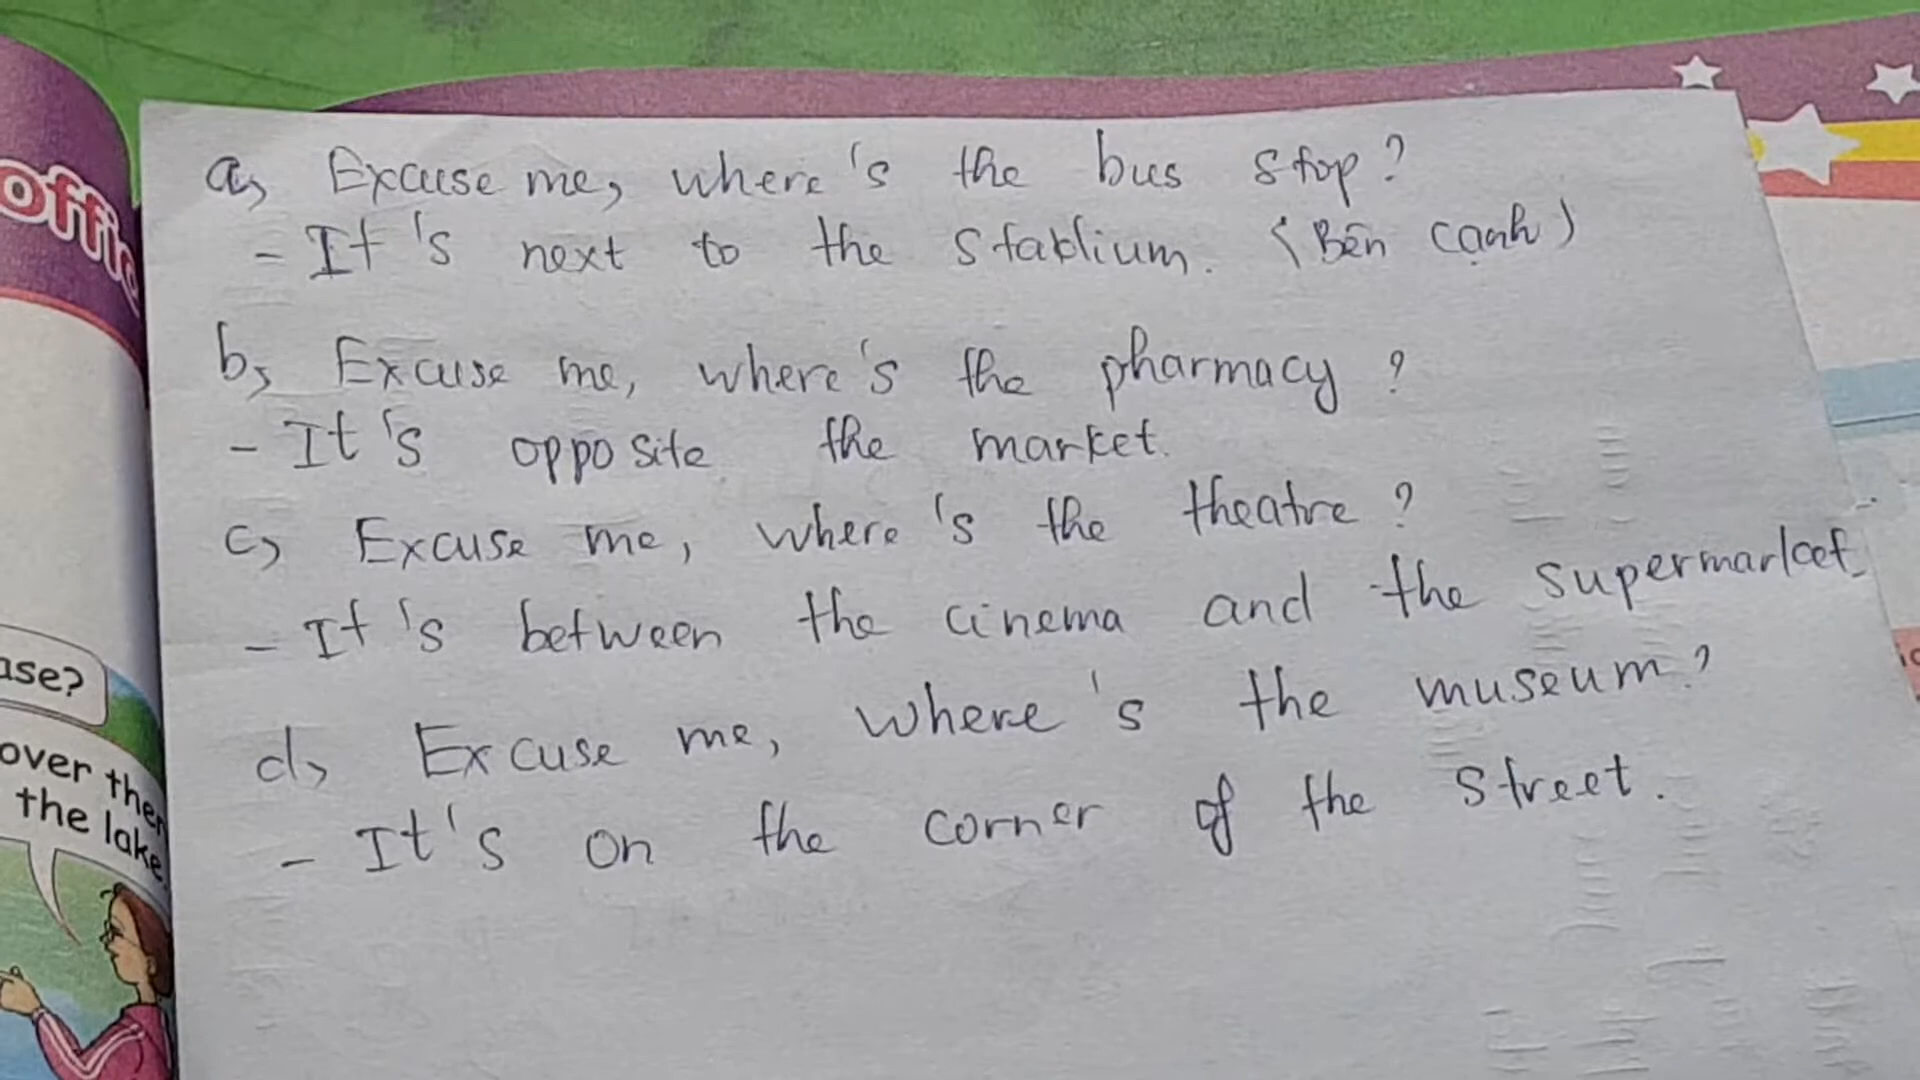 offic
ase?
over ther
the lake
a, Excuse me, where's the bus stop?
- It's next to the stablium. (Bên cạnh)
b, Excuse me, where's the pharmacy?
- It's opposite the market.
c, Excuse me, where's the theatre?
- It's between the cinema and the supermarket
d, Excuse me, where's the museum?
- It's on the corner of the street.